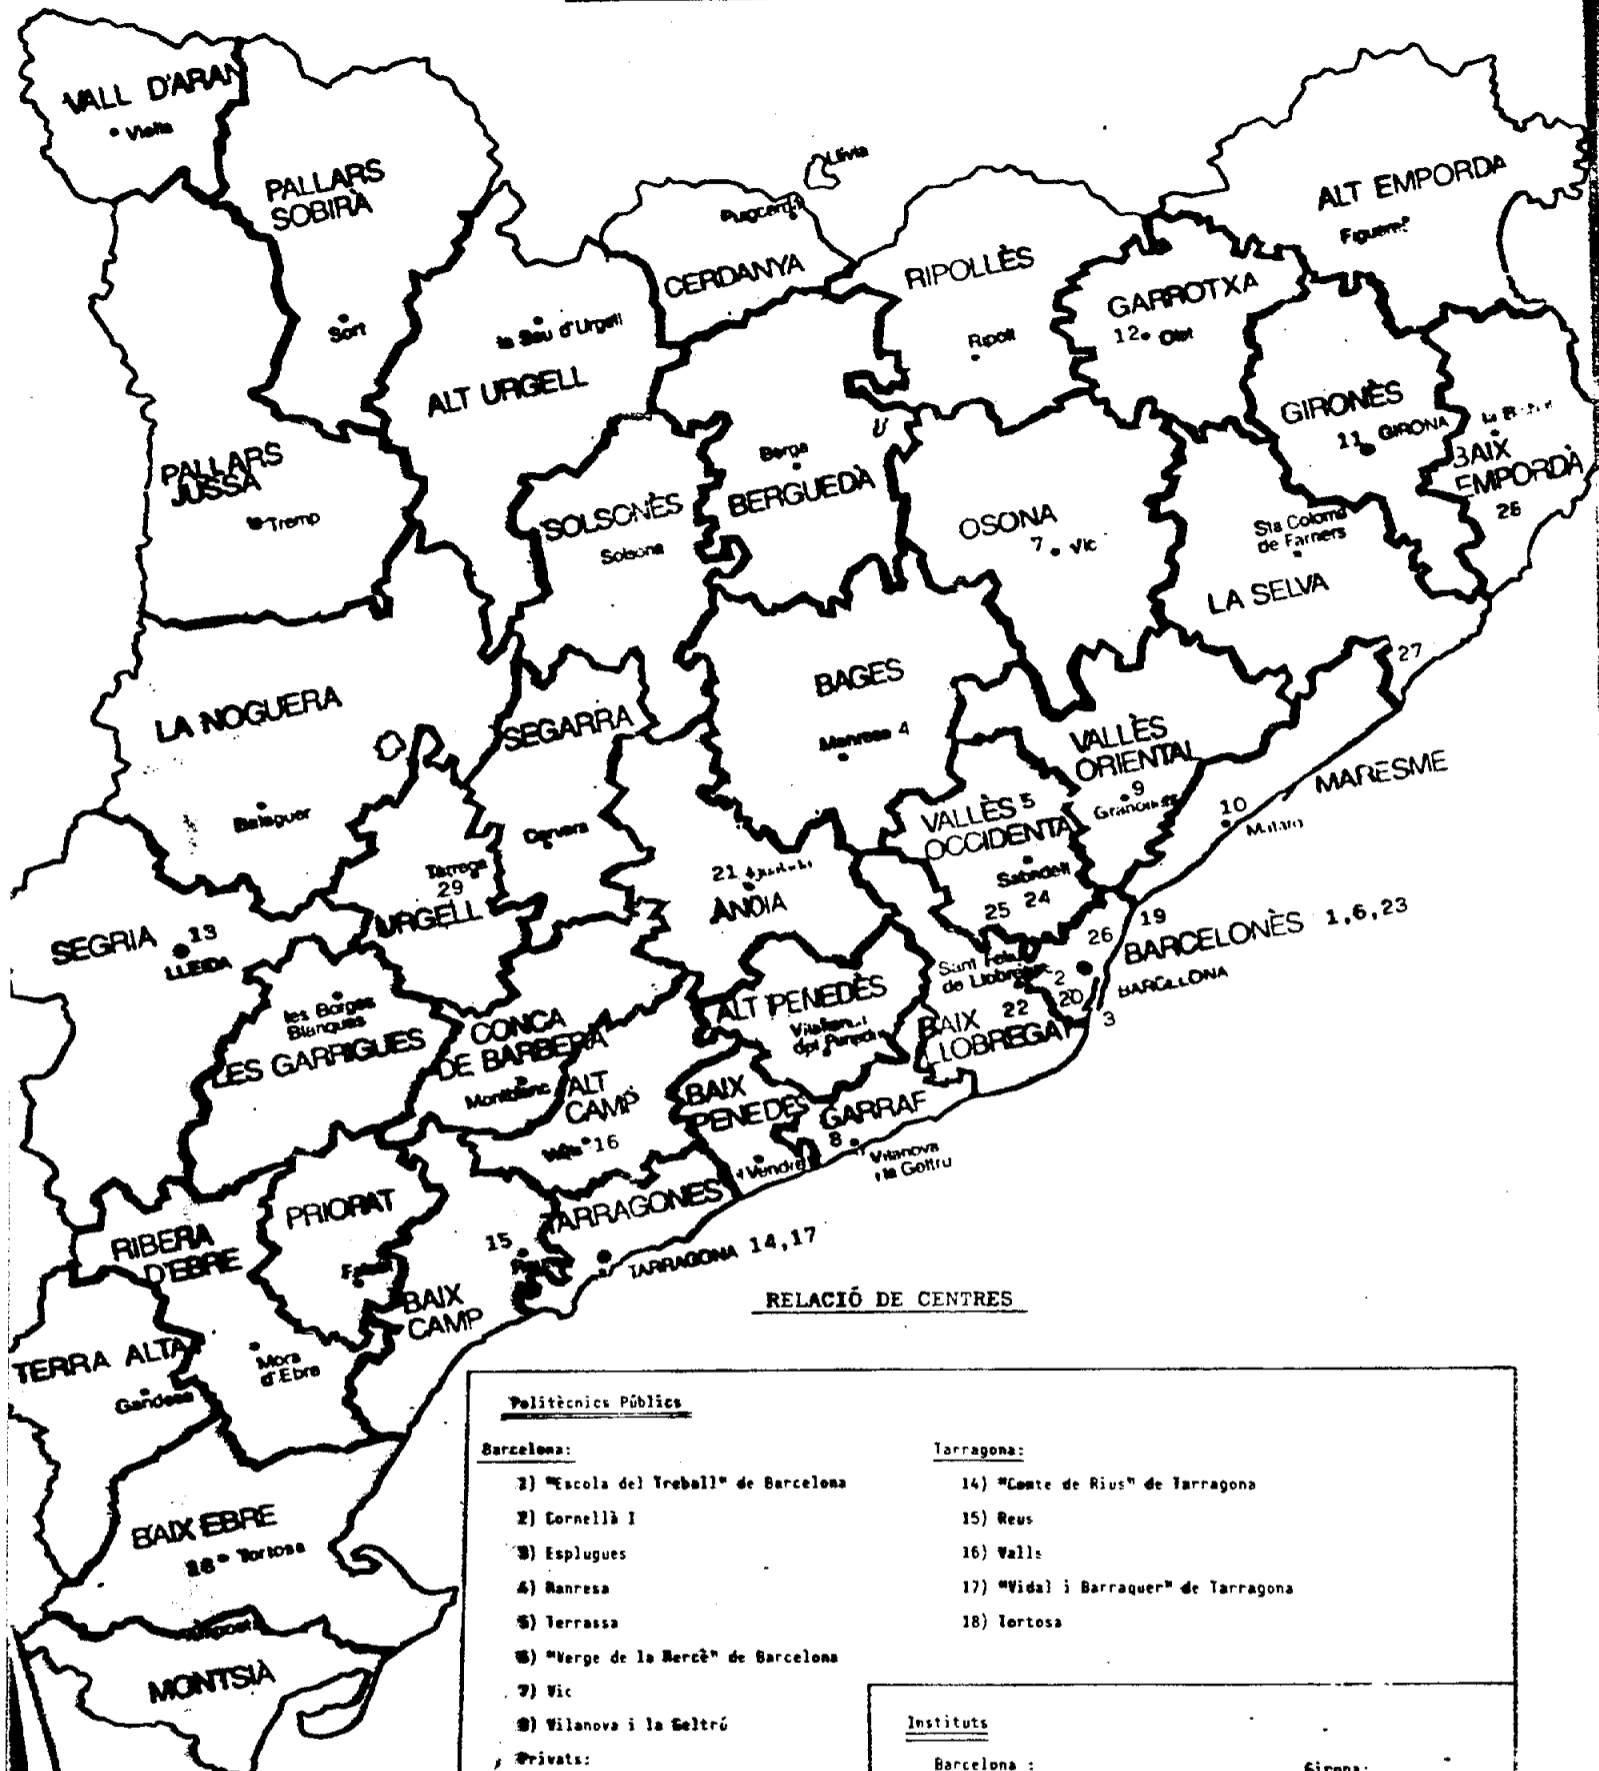 VALL D'ARAN
Viella
PALLARS
SOBIRÀ
Llivia
Puigcerdà
ALT EMPORDA
Figueres
CERDANYA
RIPOLLÈS
GARROTXA
Sort
la Seu d'Urgell
Ripoll
12 Olot
ALT URGELL
GIRONÈS
11 GIRONA
BAIX
EMPORDÀ
28
PALLARS
JUSSÀ
Tremp
Berga
BERGUEDÀ
SOLSONÈS
Solsona
OSONA
7 Vic
Sta Coloma
de Farners
LA SELVA
27
BAGES
Manresa 4
LA NOGUERA
SEGARRA
VALLÈS
ORIENTAL
9
MARESME
Balaguer
Cervera
VALLÈS 5
OCCIDENTAL
10
Mataró
Sabadell
24
25
Tàrrega
29
URGELL
21
ANOIA
SEGRIA
13
LLEIDA
19
26
BARCELONÈS 1,6,23
Sant Feliu
de Llobregat
2
20
BARCELONA
3
les Borges
Blanques
LES GARRIGUES
CONCA
DE BARBERÀ
Montblanc
ALT PENEDÈS
22
BAIX
LLOBREGAT
ALT
CAMP
Valls 16
BAIX
PENEDES
GARRAF
8
Vilanova
i la Geltru
Vendrell
PRIORAT
TARRAGONES
RIBERA
D'EBRE
15
TARRAGONA 14,17
BAIX
CAMP
RELACIÓ DE CENTRES
TERRA ALTA
Gandesa
Mora
d'Ebre
BAIX EBRE
18 Tortosa
MONTSIÀ
Politècnics Públics
Barcelona:
1) "Escola del Treball" de Barcelona
2) Cornellà I
3) Esplugues
4) Manresa
5) Terrassa
6) "Verge de la Mercè" de Barcelona
7) Vic
8) Vilanova i la Geltrú
Privats:
Tarragona:
14) "Comte de Rius" de Tarragona
15) Reus
16) Valls
17) "Vidal i Barraquer" de Tarragona
18) Tortosa
Instituts
Barcelona :
Girona: